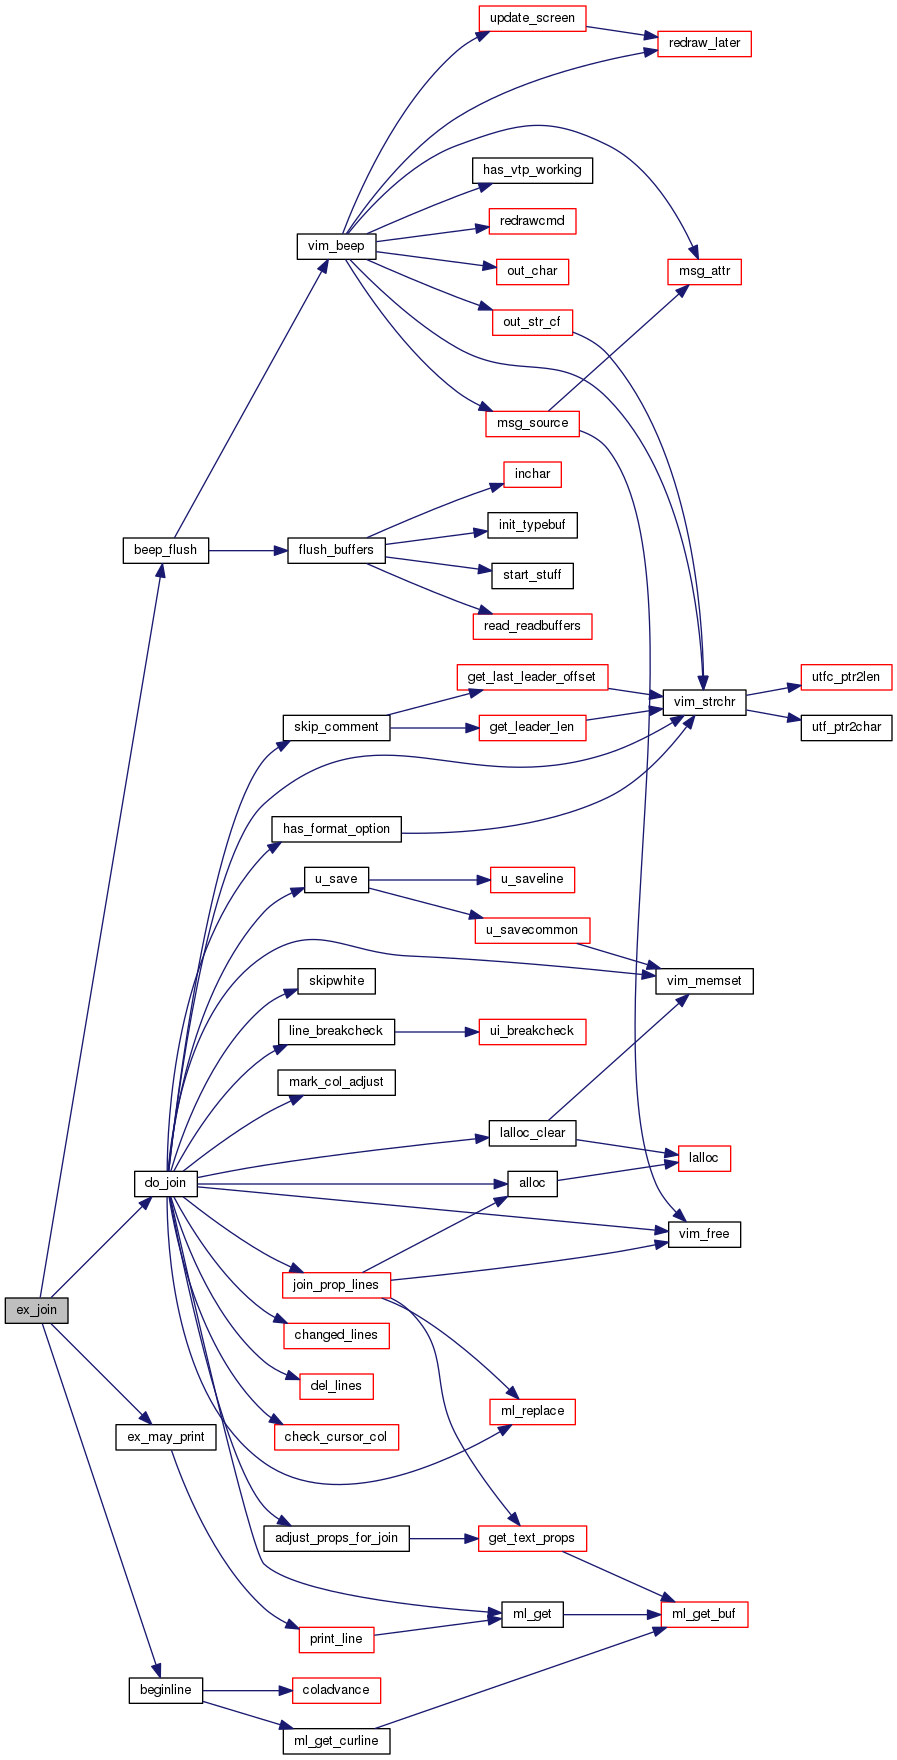 update_screen
redraw_later
has_vtp_working
redrawcmd
vim_beep
out_char
msg_attr
out_str_cf
msg_source
inchar
init_typebuf
beep_flush
flush_buffers
start_stuff
read_readbuffers
get_last_leader_offset
utfc_ptr2len
vim_strchr
skip_comment
get_leader_len
utf_ptr2char
has_format_option
u_save
u_saveline
u_savecommon
skipwhite
vim_memset
line_breakcheck
ui_breakcheck
mark_col_adjust
lalloc_clear
lalloc
do_join
alloc
vim_free
join_prop_lines
ex_join
changed_lines
del_lines
ml_replace
ex_may_print
check_cursor_col
adjust_props_for_join
get_text_props
ml_get
ml_get_buf
print_line
beginline
coladvance
ml_get_curline